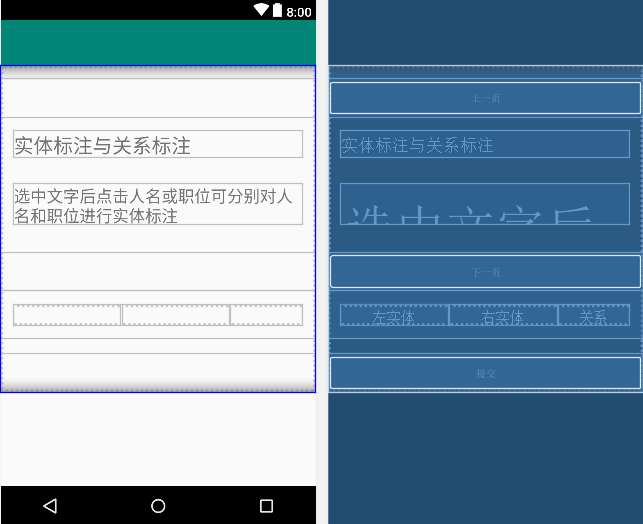 8:00
实体标注与关系标注
选中文字后点击人名或职位可分别对人
名和职位进行实体标注
上一页
实体标注与关系标注
选中文字后
下一页
左实体
右实体
关系
提交